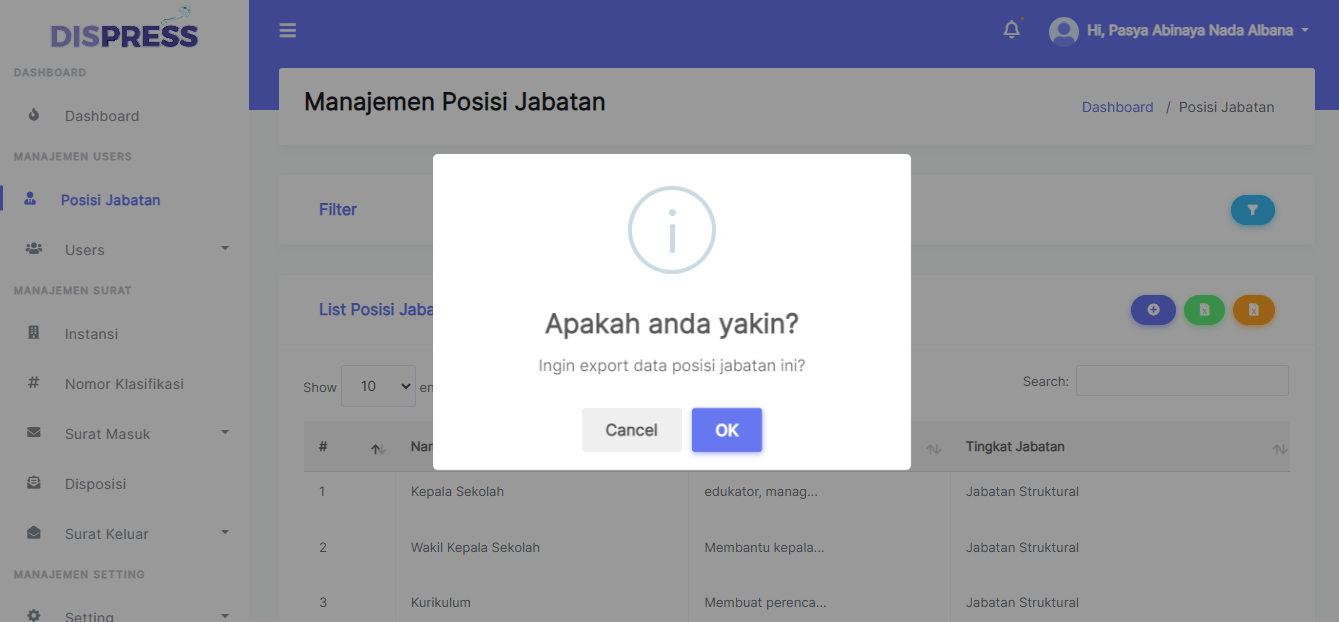 DISPRESS
Hi, Pasya Abinaya Nada Albana
DASHBOARD
Dashboard
MANAJEMEN USERS
Posisi Jabatan
Users
MANAJEMEN SURAT
Instansi
Nomor Klasifikasi
Surat Masuk
Disposisi
Surat Keluar
MANAJEMEN SETTING
Setting
Manajemen Posisi Jabatan
Dashboard / Posisi Jabatan
Filter
List Posisi Jaba
Apakah anda yakin?
Ingin export data posisi jabatan ini?
Cancel OK
Show 10 en
Search:
# Nar Tingkat Jabatan
1 Kepala Sekolah edukator, manag... Jabatan Struktural
2 Wakil Kepala Sekolah Membantu kepala... Jabatan Struktural
3 Kurikulum Membuat perenca... Jabatan Struktural